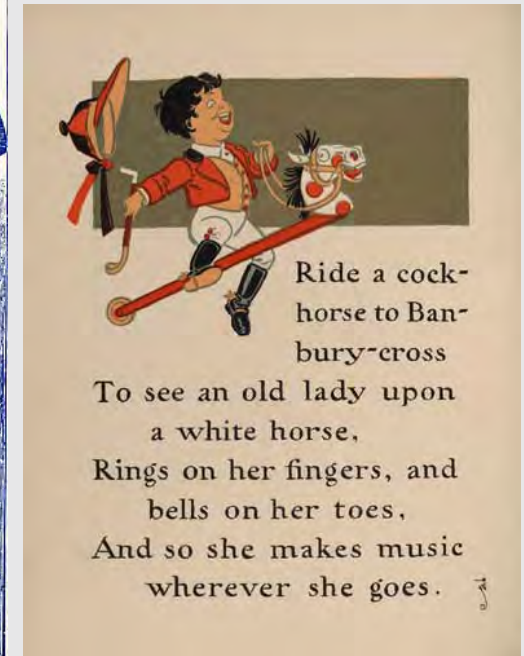 Ride a cock-
horse to Ban-
bury-cross
To see an old lady upon
a white horse,
Rings on her fingers, and
bells on her toes,
And so she makes music
wherever she goes.